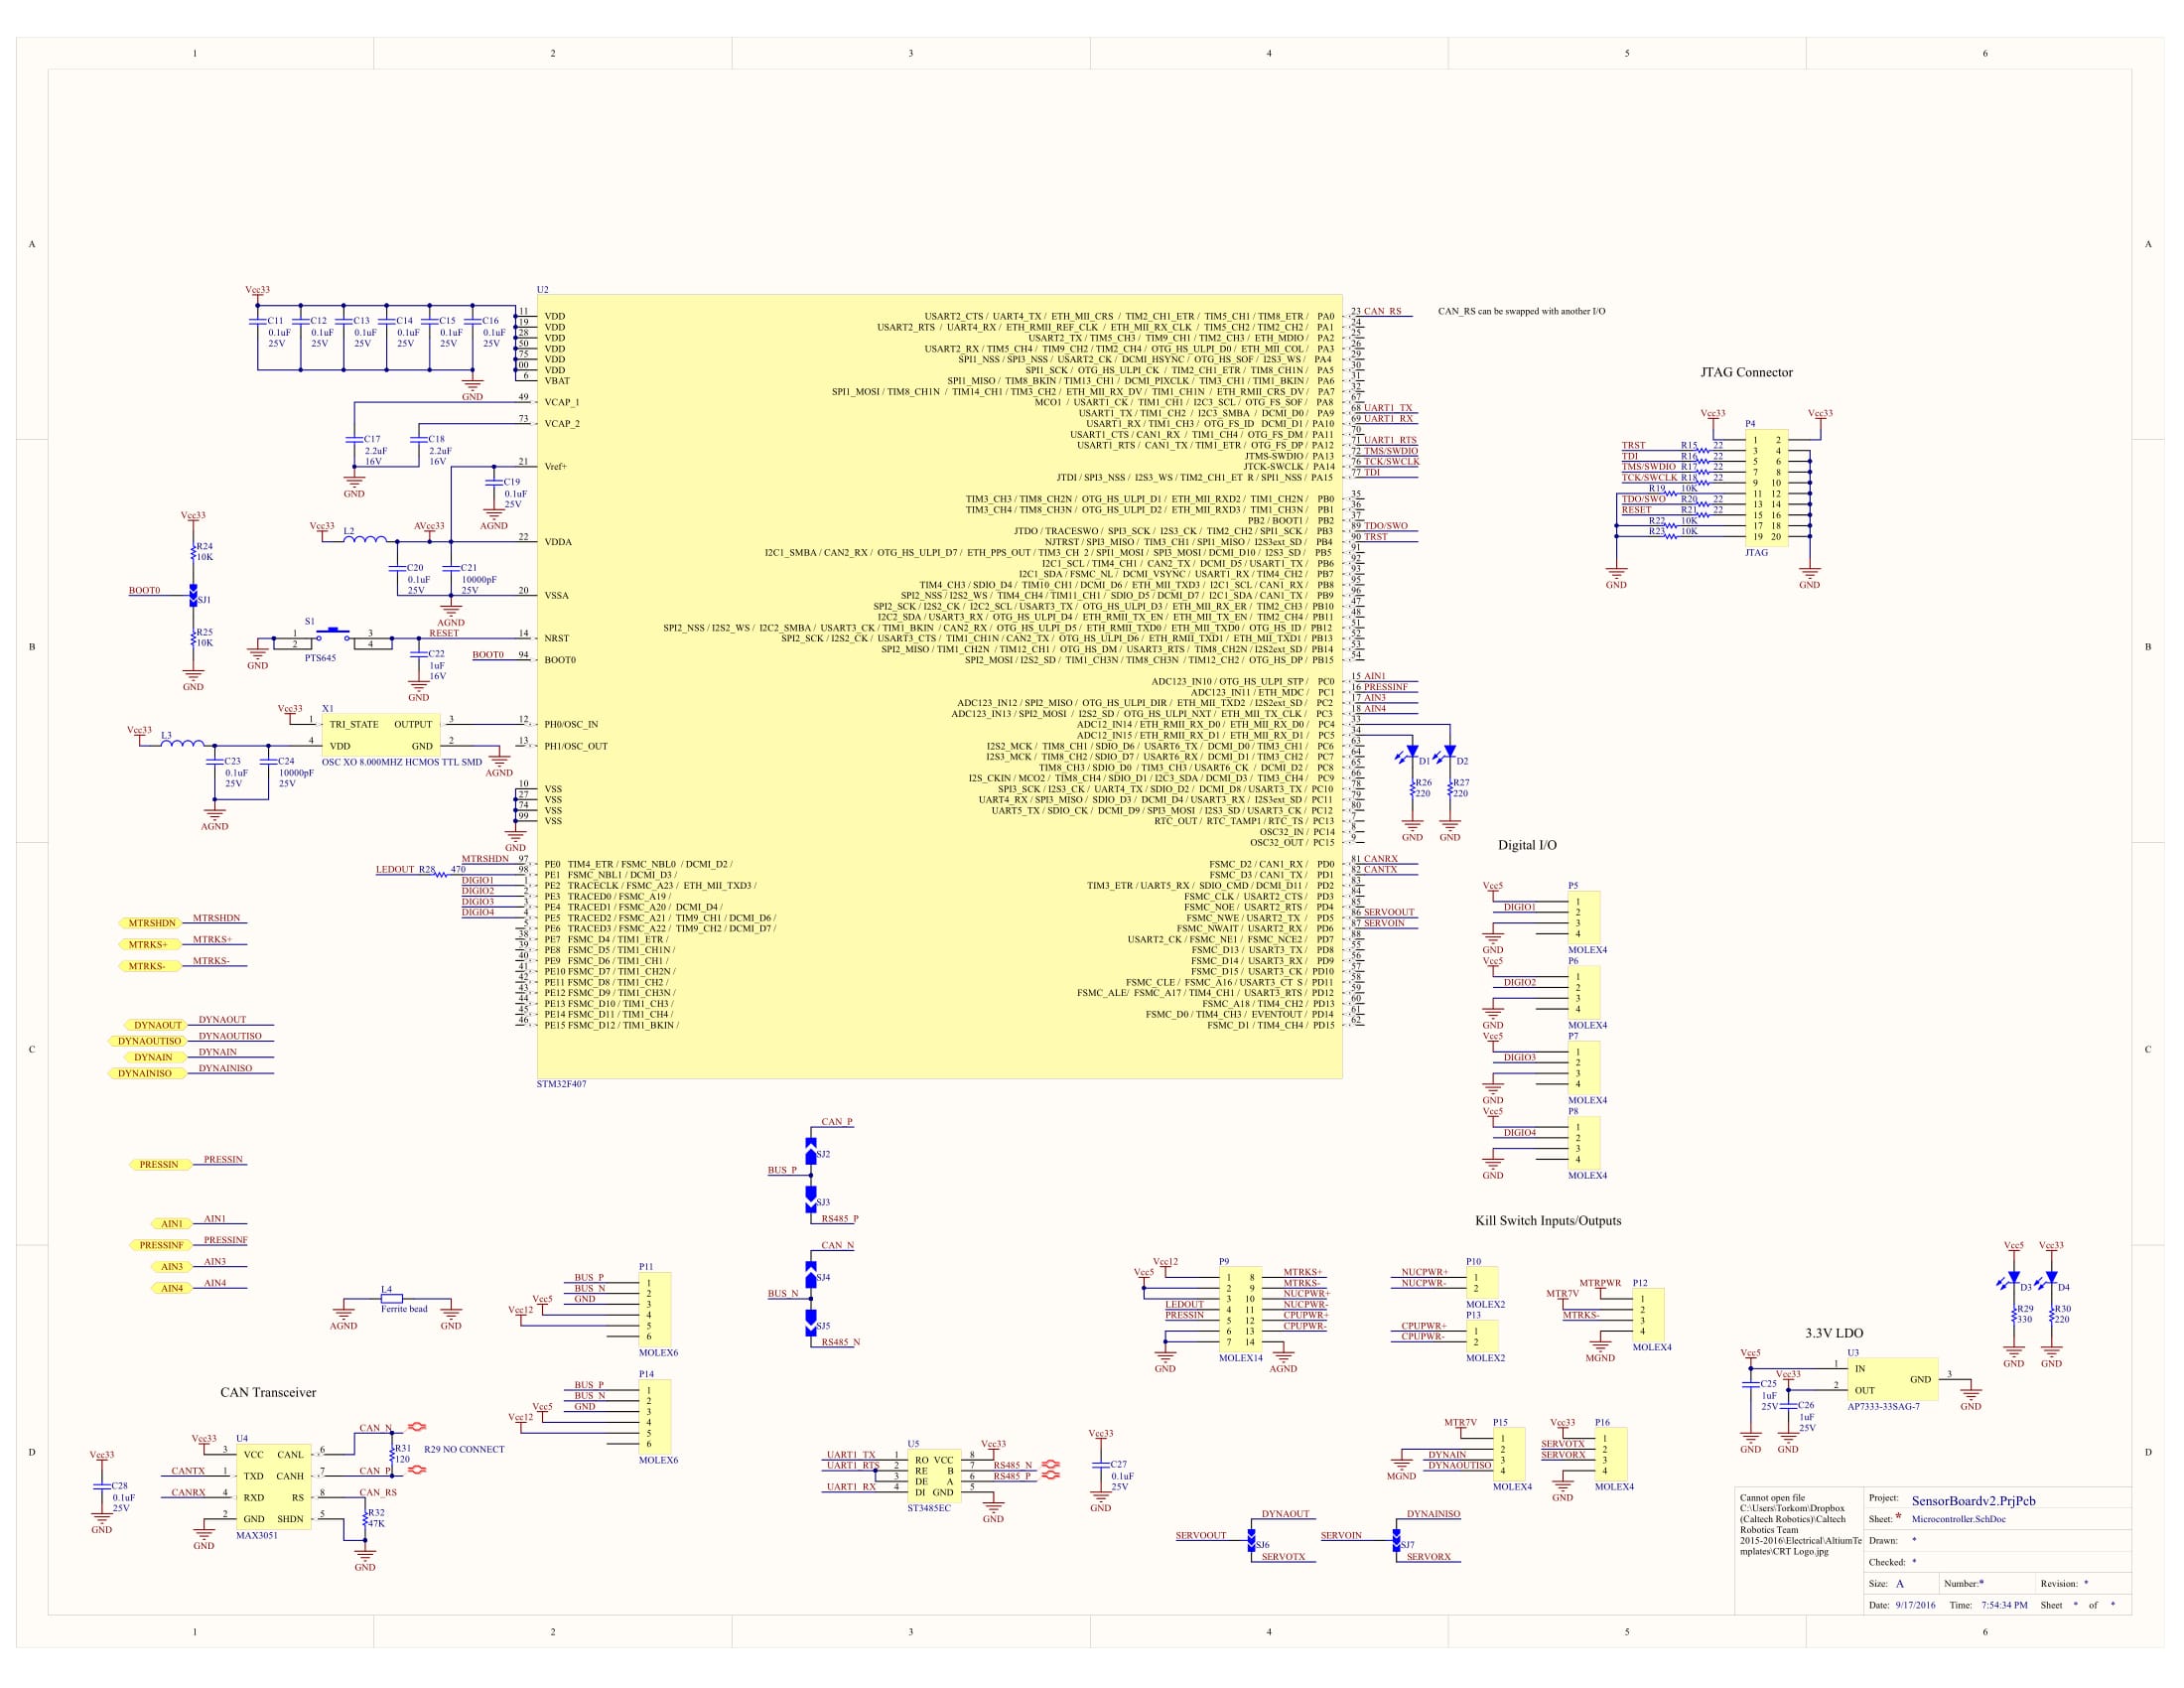 1 2 3 4 5 6
A A
B B
C C
D D
1 2 3 4 5 6
Vcc33
C11 0.1uF 25V
C12 0.1uF 25V
C13 0.1uF 25V
C14 0.1uF 25V
C15 0.1uF 25V
C16 0.1uF 25V
GND
C17 2.2uF 16V
C18 2.2uF 16V
GND
C19 0.1uF 25V
AGND
Vcc33 L2 AVcc33
C20 0.1uF 25V
C21 10000pF 25V
AGND
Vcc33
R24 10K
BOOT0 SJ1
R25 10K
GND
S1
1 2 3 4
PTS645
GND
RESET
C22 1uF 16V
GND
BOOT0
Vcc33 X1
1 TRI_STATE OUTPUT 3
4 VDD GND 2
OSC XO 8.000MHZ HCMOS TTL SMD
AGND
Vcc33 L3
C23 0.1uF 25V
C24 10000pF 25V
AGND
U2
11 VDD
19 VDD
28 VDD
50 VDD
75 VDD
00 VDD
6 VBAT
49 VCAP_1
73 VCAP_2
21 Vref+
22 VDDA
20 VSSA
14 NRST
94 BOOT0
12 PH0/OSC_IN
13 PH1/OSC_OUT
10 VSS
27 VSS
74 VSS
99 VSS
GND
MTRSHDN 97 PE0 TIM4_ETR / FSMC_NBL0 / DCMI_D2 /
LEDOUT R28 470 98 PE1 FSMC_NBL1 / DCMI_D3 /
DIGIO1 1 PE2 TRACECLK / FSMC_A23 / ETH_MII_TXD3 /
DIGIO2 2 PE3 TRACED0 / FSMC_A19 /
DIGIO3 3 PE4 TRACED1 / FSMC_A20 / DCMI_D4 /
DIGIO4 4 PE5 TRACED2 / FSMC_A21 / TIM9_CH1 / DCMI_D6 /
5 PE6 TRACED3 / FSMC_A22 / TIM9_CH2 / DCMI_D7 /
38 PE7 FSMC_D4 / TIM1_ETR /
39 PE8 FSMC_D5 / TIM1_CH1N /
40 PE9 FSMC_D6 / TIM1_CH1 /
41 PE10 FSMC_D7 / TIM1_CH2N /
42 PE11 FSMC_D8 / TIM1_CH2 /
43 PE12 FSMC_D9 / TIM1_CH3N /
44 PE13 FSMC_D10 / TIM1_CH3 /
45 PE14 FSMC_D11 / TIM1_CH4 /
46 PE15 FSMC_D12 / TIM1_BKIN /
STM32F407
USART2_CTS / UART4_TX / ETH_MII_CRS / TIM2_CH1_ETR / TIM5_CH1 / TIM8_ETR / PA0 23 CAN_RS
CAN_RS can be swapped with another I/O
USART2_RTS / UART4_RX / ETH_RMII_REF_CLK / ETH_MII_RX_CLK / TIM5_CH2 / TIM2_CH2 / PA1 24
USART2_TX / TIM5_CH3 / TIM9_CH1 / TIM2_CH3 / ETH_MDIO / PA2 25
USART2_RX / TIM5_CH4 / TIM9_CH2 / TIM2_CH4 / OTG_HS_ULPI_D0 / ETH_MII_COL / PA3 26
SPI1_NSS / SPI3_NSS / USART2_CK / DCMI_HSYNC / OTG_HS_SOF / I2S3_WS / PA4 29
SPI1_SCK / OTG_HS_ULPI_CK / TIM2_CH1_ETR / TIM8_CH1N / PA5 30
SPI1_MISO / TIM8_BKIN / TIM13_CH1 / DCMI_PIXCLK / TIM3_CH1 / TIM1_BKIN / PA6 31
SPI1_MOSI / TIM8_CH1N / TIM14_CH1 / TIM3_CH2 / ETH_MII_RX_DV / TIM1_CH1N / ETH_RMII_CRS_DV / PA7 32
MCO1 / USART1_CK / TIM1_CH1 / I2C3_SCL / OTG_FS_SOF / PA8 67
USART1_TX / TIM1_CH2 / I2C3_SMBA / DCMI_D0 / PA9 68 UART1_TX
USART1_RX / TIM1_CH3 / OTG_FS_ID DCMI_D1 / PA10 69 UART1_RX
USART1_CTS / CAN1_RX / TIM1_CH4 / OTG_FS_DM / PA11 70
USART1_RTS / CAN1_TX / TIM1_ETR / OTG_FS_DP / PA12 71 UART1_RTS
JTMS-SWDIO / PA13 72 TMS/SWDIO
JTCK-SWCLK / PA14 76 TCK/SWCLK
JTDI / SPI3_NSS / I2S3_WS / TIM2_CH1_ET R / SPI1_NSS / PA15 77 TDI
TIM3_CH3 / TIM8_CH2N / OTG_HS_ULPI_D1 / ETH_MII_RXD2 / TIM1_CH2N / PB0 35
TIM3_CH4 / TIM8_CH3N / OTG_HS_ULPI_D2 / ETH_MII_RXD3 / TIM1_CH3N / PB1 36
PB2 / BOOT1 / PB2 37
JTDO / TRACESWO / SPI3_SCK / I2S3_CK / TIM2_CH2 / SPI1_SCK / PB3 89 TDO/SWO
NJTRST / SPI3_MISO / TIM3_CH1 / SPI1_MISO / I2S3ext_SD / PB4 90 TRST
I2C1_SMBA / CAN2_RX / OTG_HS_ULPI_D7 / ETH_PPS_OUT / TIM3_CH 2 / SPI1_MOSI / SPI3_MOSI / DCMI_D10 / I2S3_SD / PB5 91
I2C1_SCL / TIM4_CH1 / CAN2_TX / DCMI_D5 / USART1_TX / PB6 92
I2C1_SDA / FSMC_NL / DCMI_VSYNC / USART1_RX / TIM4_CH2 / PB7 93
TIM4_CH3 / SDIO_D4 / TIM10_CH1 / DCMI_D6 / ETH_MII_TXD3 / I2C1_SCL / CAN1_RX / PB8 95
SPI2_NSS / I2S2_WS / TIM4_CH4 / TIM11_CH1 / SDIO_D5 / DCMI_D7 / I2C1_SDA / CAN1_TX / PB9 96
SPI2_SCK / I2S2_CK / I2C2_SCL / USART3_TX / OTG_HS_ULPI_D3 / ETH_MII_RX_ER / TIM2_CH3 / PB10 47
I2C2_SDA / USART3_RX / OTG_HS_ULPI_D4 / ETH_RMII_TX_EN / ETH_MII_TX_EN / TIM2_CH4 / PB11 48
SPI2_NSS / I2S2_WS / I2C2_SMBA / USART3_CK / TIM1_BKIN / CAN2_RX / OTG_HS_ULPI_D5 / ETH_RMII_TXD0 / ETH_MII_TXD0 / OTG_HS_ID / PB12 51
SPI2_SCK / I2S2_CK / USART3_CTS / TIM1_CH1N / CAN2_TX / OTG_HS_ULPI_D6 / ETH_RMII_TXD1 / ETH_MII_TXD1 / PB13 52
SPI2_MISO / TIM1_CH2N / TIM12_CH1 / OTG_HS_DM / USART3_RTS / TIM8_CH2N / I2S2ext_SD / PB14 53
SPI2_MOSI / I2S2_SD / TIM1_CH3N / TIM8_CH3N / TIM12_CH2 / OTG_HS_DP / PB15 54
ADC123_IN10 / OTG_HS_ULPI_STP / PC0 15 AIN1
ADC123_IN11 / ETH_MDC / PC1 16 PRESSINF
ADC123_IN12 / SPI2_MISO / OTG_HS_ULPI_DIR / ETH_MII_TXD2 / I2S2ext_SD / PC2 17 AIN3
ADC123_IN13 / SPI2_MOSI / I2S2_SD / OTG_HS_ULPI_NXT / ETH_MII_TX_CLK / PC3 18 AIN4
ADC12_IN14 / ETH_RMII_RX_D0 / ETH_MII_RX_D0 / PC4 33
ADC12_IN15 / ETH_RMII_RX_D1 / ETH_MII_RX_D1 / PC5 34
I2S2_MCK / TIM8_CH1 / SDIO_D6 / USART6_TX / DCMI_D0 / TIM3_CH1 / PC6 63
I2S3_MCK / TIM8_CH2 / SDIO_D7 / USART6_RX / DCMI_D1 / TIM3_CH2 / PC7 64
TIM8_CH3 / SDIO_D0 / TIM3_CH3 / USART6_CK / DCMI_D2 / PC8 65
I2S_CKIN / MCO2 / TIM8_CH4 / SDIO_D1 / I2C3_SDA / DCMI_D3 / TIM3_CH4 / PC9 66
SPI3_SCK / I2S3_CK / UART4_TX / SDIO_D2 / DCMI_D8 / USART3_TX / PC10 78
UART4_RX / SPI3_MISO / SDIO_D3 / DCMI_D4 / USART3_RX / I2S3ext_SD / PC11 79
UART5_TX / SDIO_CK / DCMI_D9 / SPI3_MOSI / I2S3_SD / USART3_CK / PC12 80
RTC_OUT / RTC_TAMP1 / RTC_TS / PC13 7
OSC32_IN / PC14 8
OSC32_OUT / PC15 9
FSMC_D2 / CAN1_RX / PD0 81 CANRX
FSMC_D3 / CAN1_TX / PD1 82 CANTX
TIM3_ETR / UART5_RX / SDIO_CMD / DCMI_D11 / PD2 83
FSMC_CLK / USART2_CTS / PD3 84
FSMC_NOE / USART2_RTS / PD4 85
FSMC_NWE / USART2_TX / PD5 86 SERVOOUT
FSMC_NWAIT / USART2_RX / PD6 87 SERVOIN
USART2_CK / FSMC_NE1 / FSMC_NCE2 / PD7 88
FSMC_D13 / USART3_TX / PD8 55
FSMC_D14 / USART3_RX / PD9 56
FSMC_D15 / USART3_CK / PD10 57
FSMC_CLE / FSMC_A16 / USART3_CT S / PD11 58
FSMC_ALE/ FSMC_A17 / TIM4_CH1 / USART3_RTS / PD12 59
FSMC_A18 / TIM4_CH2 / PD13 60
FSMC_D0 / TIM4_CH3 / EVENTOUT / PD14 61
FSMC_D1 / TIM4_CH4 / PD15 62
D1 D2
R26 220
R27 220
GND GND
JTAG Connector
Vcc33 P4 Vcc33
1 2
TRST R15 22 3 4
TDI R16 22 5 6
TMS/SWDIO R17 22 7 8
TCK/SWCLK R18 22 9 10
R19 10K 11 12
TDO/SWO R20 22 13 14
RESET R21 22 15 16
R22 10K 17 18
R23 10K 19 20
JTAG
GND GND
Digital I/O
Vcc5 P5
DIGIO1 1 2 3 4
GND MOLEX4
Vcc5 P6
DIGIO2 1 2 3 4
GND MOLEX4
Vcc5 P7
DIGIO3 1 2 3 4
GND MOLEX4
Vcc5 P8
DIGIO4 1 2 3 4
GND MOLEX4
MTRSHDN MTRSHDN
MTRKS+ MTRKS+
MTRKS- MTRKS-
DYNAOUT DYNAOUT
DYNAOUTISO DYNAOUTISO
DYNAIN DYNAIN
DYNAINISO DYNAINISO
PRESSIN PRESSIN
AIN1 AIN1
PRESSINF PRESSINF
AIN3 AIN3
AIN4 AIN4
L4
Ferrite bead
AGND GND
CAN_P
SJ2
BUS_P
SJ3
RS485_P
CAN_N
SJ4
BUS_N
SJ5
RS485_N
P11
BUS_P 1
BUS_N 2
GND 3
Vcc5 4
Vcc12 5
6
MOLEX6
P14
BUS_P 1
BUS_N 2
GND 3
Vcc5 4
Vcc12 5
6
MOLEX6
Kill Switch Inputs/Outputs
Vcc12 P9
Vcc5
1 8 MTRKS+
2 9 MTRKS-
3 10 NUCPWR+
LEDOUT 4 11 NUCPWR-
PRESSIN 5 12 CPUPWR+
6 13 CPUPWR-
7 14
GND MOLEX14 AGND
P10
NUCPWR+ 1
NUCPWR- 2
MOLEX2
P13
CPUPWR+ 1
CPUPWR- 2
MOLEX2
MTRPWR P12
MTR7V
MTRKS-
1 2 3 4
MGND MOLEX4
Vcc5 Vcc33
D3 D4
R29 330
R30 220
GND GND
3.3V LDO
Vcc5 U3
1 IN
Vcc33 2 OUT
GND 3
AP7333-33SAG-7
C25 1uF 25V
C26 1uF 25V
GND GND GND
CAN Transceiver
Vcc33
C28 0.1uF 25V
GND
Vcc33 U4
3 VCC CANL 6
CANTX 1 TXD CANH 7
CANRX 4 RXD RS 8
2 GND SHDN 5
GND MAX3051
CAN_N
R31 120
R29 NO CONNECT
CAN_P
CAN_RS
R32 47K
GND
U5 Vcc33
UART1_TX 1 RO VCC 8
UART1_RTS 2 RE B 7 RS485_N
3 DE A 6 RS485_P
UART1_RX 4 DI GND 5
ST3485EC GND
Vcc33
C27 0.1uF 25V
GND
MTR7V P15
DYNAIN
DYNAOUTISO
1 2 3 4
MGND MOLEX4
Vcc33 P16
SERVOTX
SERVORX
1 2 3 4
GND MOLEX4
DYNAOUT
SERVOOUT SJ6
SERVOTX
DYNAINISO
SERVOIN SJ7
SERVORX
Cannot open file
C:\Users\Torkom\Dropbox
(Caltech Robotics)\Caltech
Robotics Team
2015-2016\Electrical\AltiumTe
mplates\CRT Logo.jpg
Project: SensorBoardv2.PrjPcb
Sheet: * Microcontroller.SchDoc
Drawn: *
Checked: *
Size: A Number:* Revision: *
Date: 9/17/2016 Time: 7:54:34 PM Sheet * of *